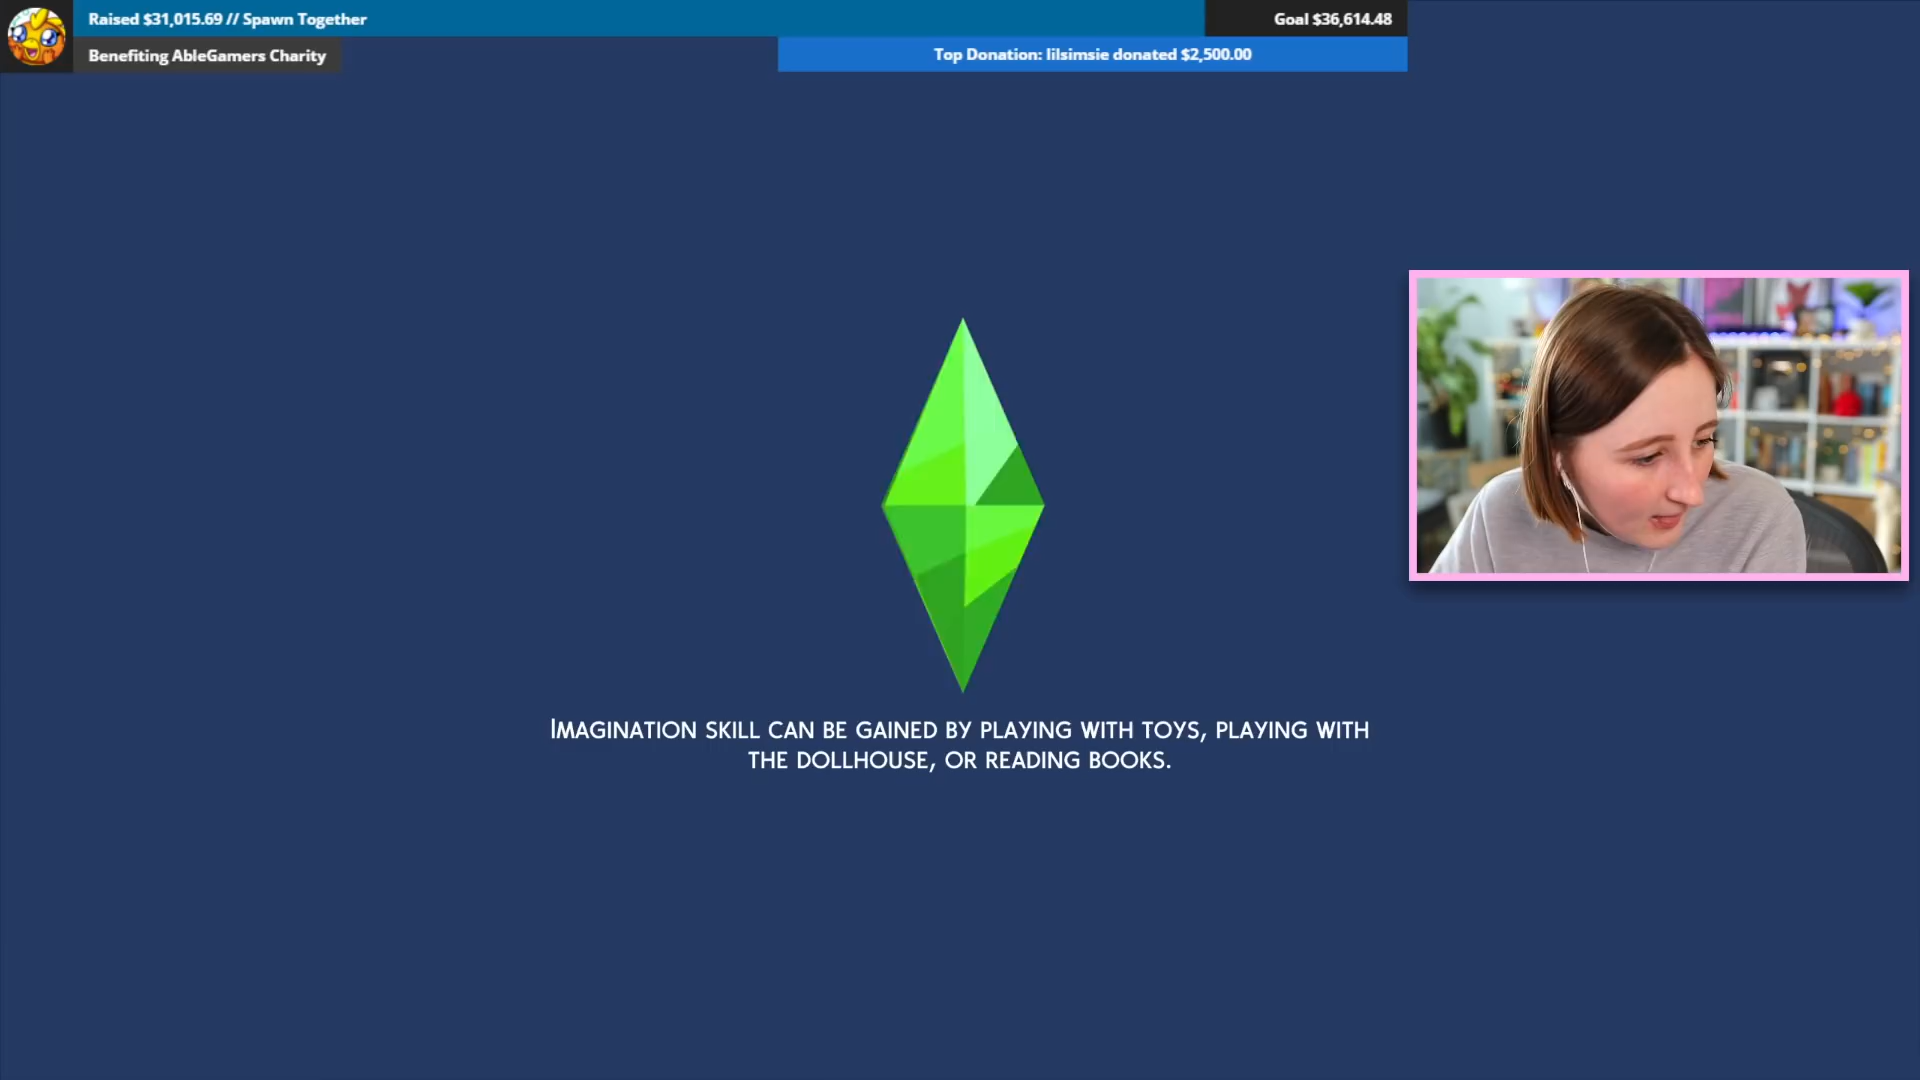 Raised $31,015.69 // Spawn Together
Goal $36,614.48
Benefiting AbleGamers Charity
Top Donation: lilsimsie donated $2,500.00
IMAGINATION SKILL CAN BE GAINED BY PLAYING WITH TOYS, PLAYING WITH
THE DOLLHOUSE, OR READING BOOKS.